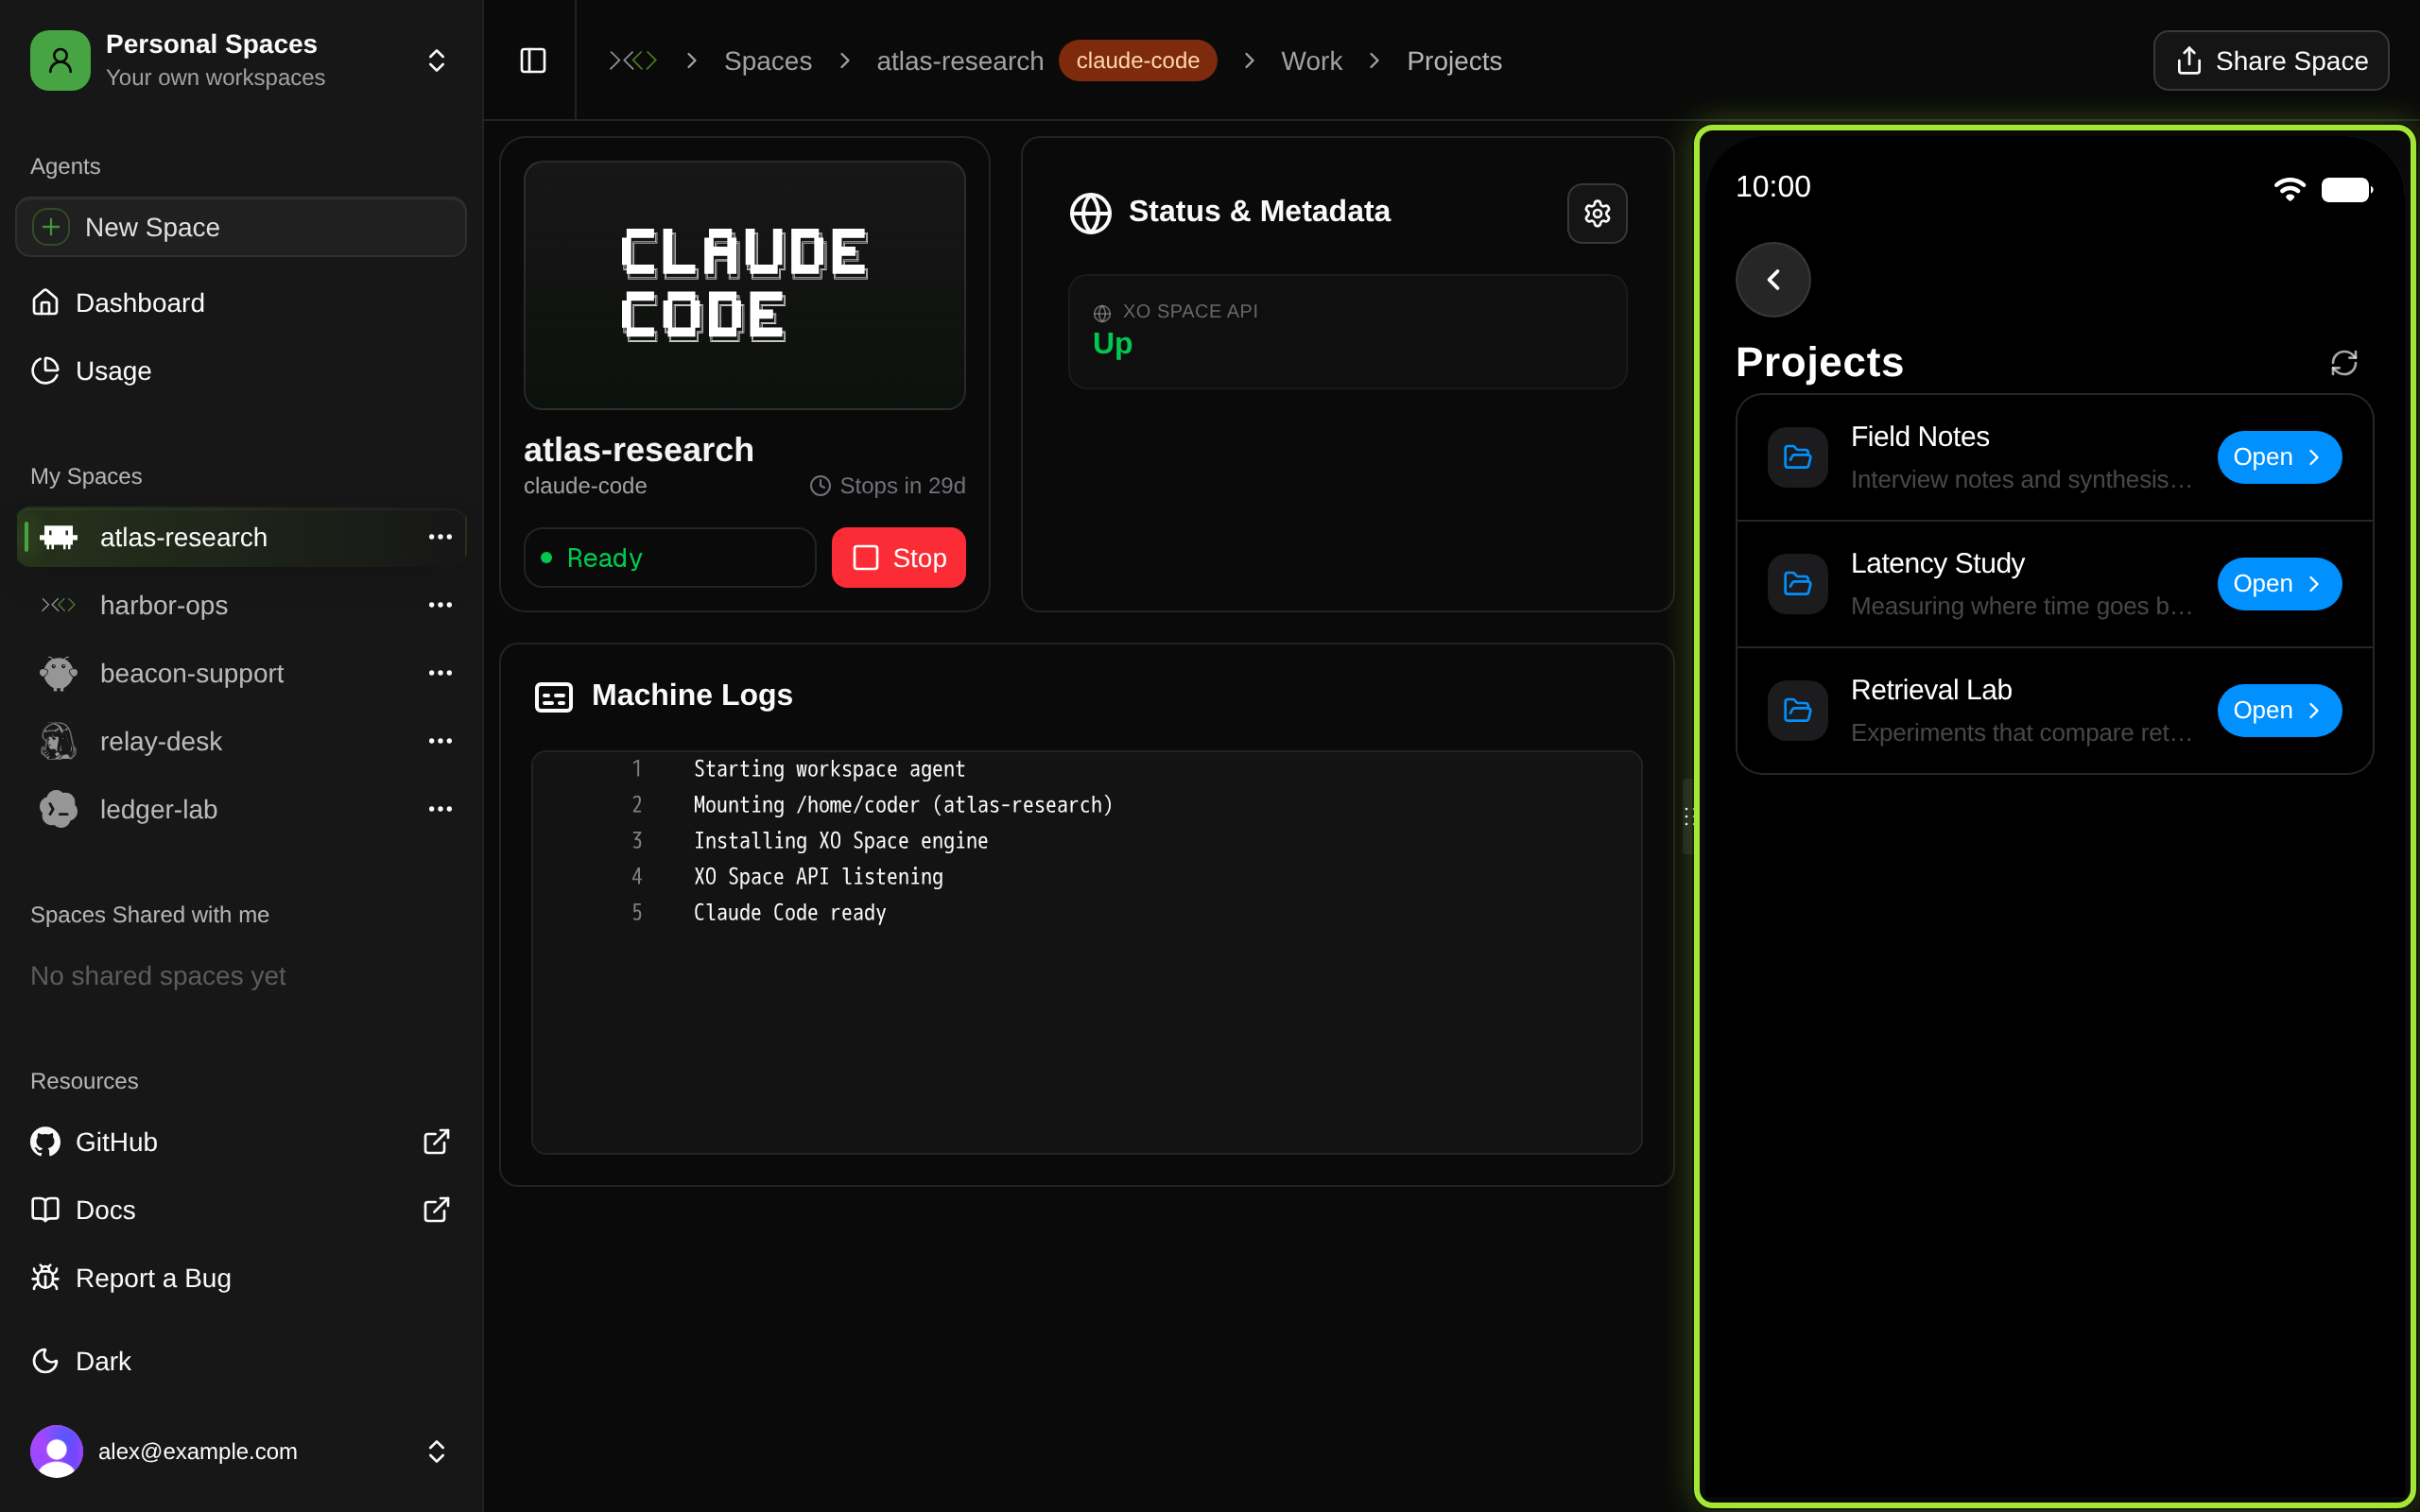 Personal Spaces
Your own workspaces
Agents
New Space
Dashboard
Usage
My Spaces
atlas-research
harbor-ops
beacon-support
relay-desk
ledger-lab
Spaces Shared with me
No shared spaces yet
Resources
GitHub
Docs
Report a Bug
Dark
alex@example.com
Spaces
atlas-research claude-code
Work
Projects
Share Space
CLAUDE
CODE
atlas-research
claude-code
Stops in 29d
Ready
Stop
Status & Metadata
XO SPACE API
Up
Machine Logs
1 Starting workspace agent
2 Mounting /home/coder (atlas-research)
3 Installing XO Space engine
4 XO Space API listening
5 Claude Code ready
10:00
Projects
Field Notes
Interview notes and synthesis…
Open
Latency Study
Measuring where time goes b…
Open
Retrieval Lab
Experiments that compare ret…
Open